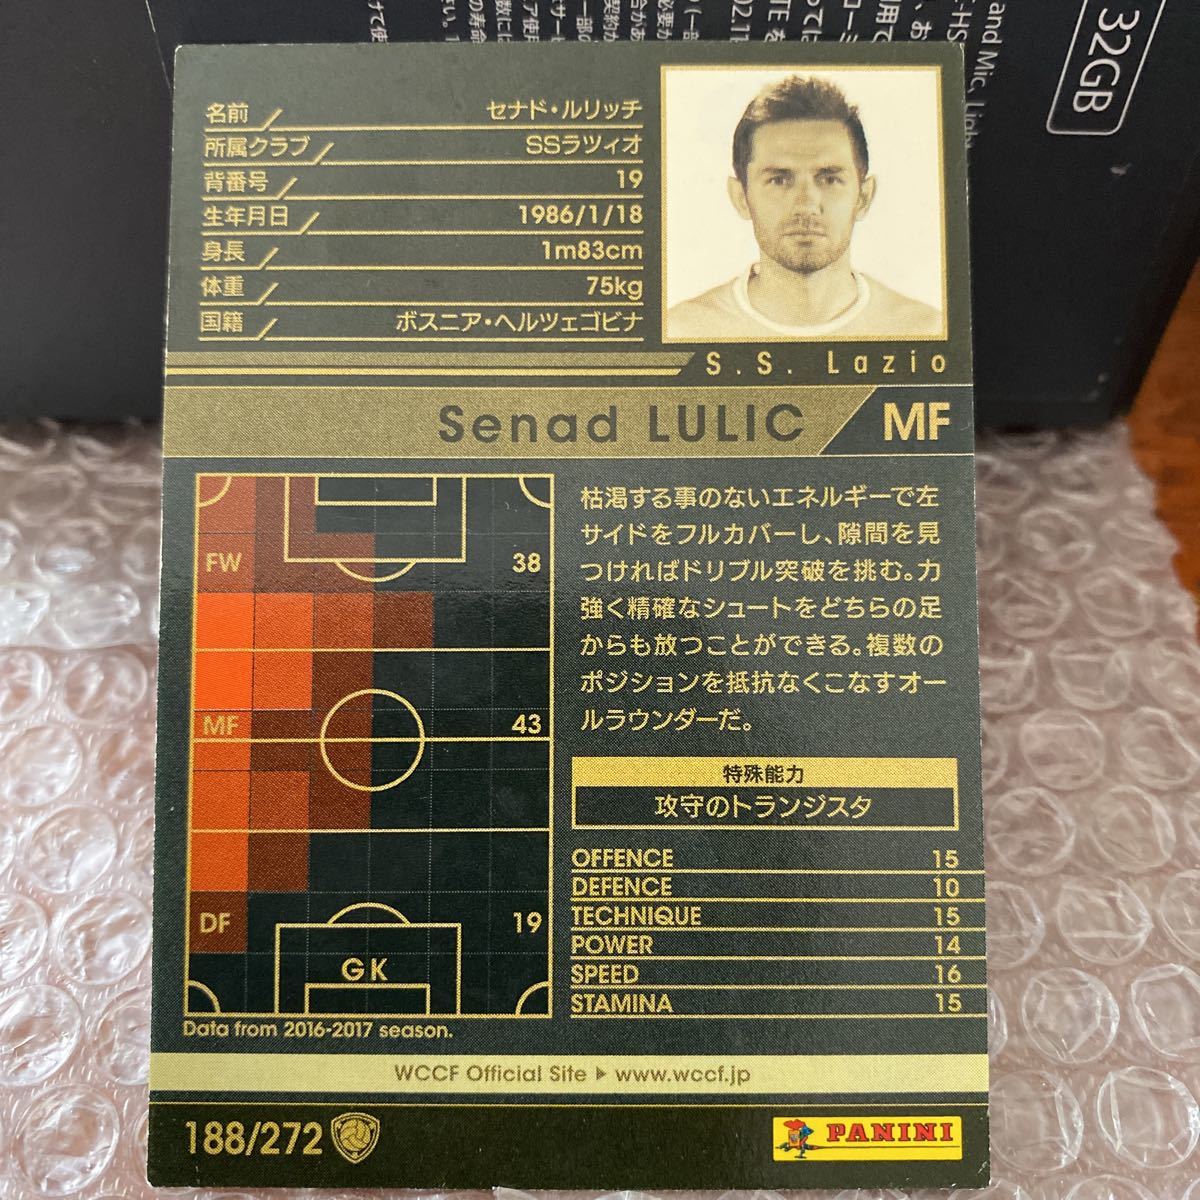 32GB
and Mic, Ligh
名前 セナド・ルリッチ
所属クラブ SSラツィオ
背番号 19
生年月日 1986/1/18
身長 1m83cm
体重 75kg
国籍 ボスニア・ヘルツェゴビナ
S.S. Lazio
Senad LULIC MF
FW 38
MF 43
DF 19
GK
Data from 2016-2017 season.
枯渇する事のないエネルギーで左
サイドをフルカバーし、隙間を見
つければドリブル突破を挑む。力
強く精確なシュートをどちらの足
からも放つことができる。複数の
ポジションを抵抗なくこなすオー
ルラウンダーだ。
特殊能力
攻守のトランジスタ
OFFENCE 15
DEFENCE 10
TECHNIQUE 15
POWER 14
SPEED 16
STAMINA 15
WCCF Official Site ▶ www.wccf.jp
188/272
PANINI